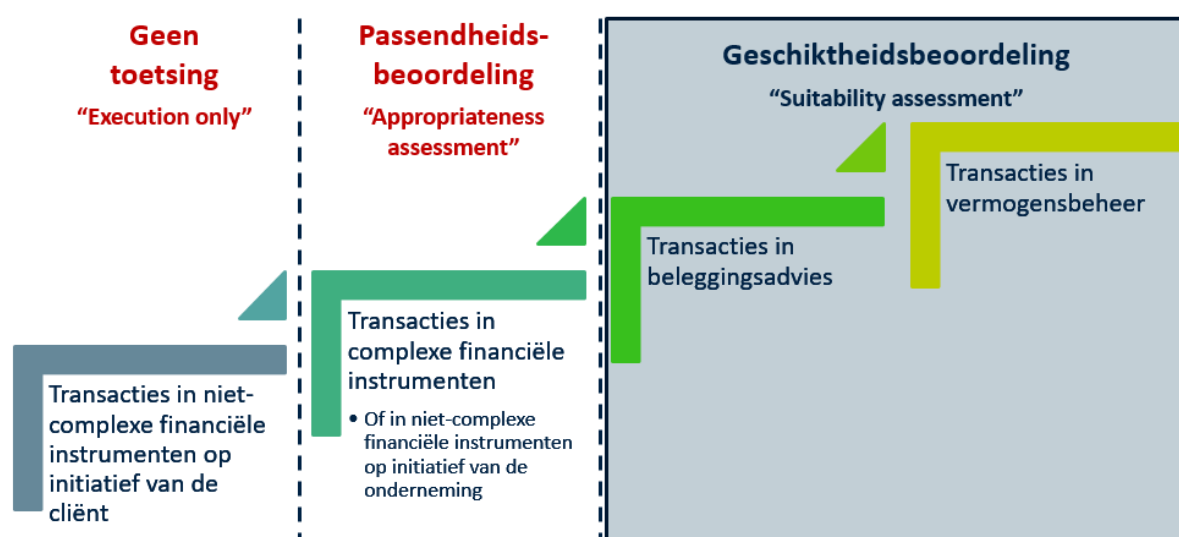 Geen
toetsing
“Execution only”
Transacties in niet-
complexe financiële
instrumenten op
initiatief van de
cliënt
Passendheids-
beoordeling
“Appropriateness
assessment”
Transacties in
complexe financiële
instrumenten
• Of in niet-complexe
financiële instrumenten
op initiatief van de
onderneming
Geschiktheidsbeoordeling
“Suitability assessment”
Transacties in
beleggingsadvies
Transacties in
vermogensbeheer